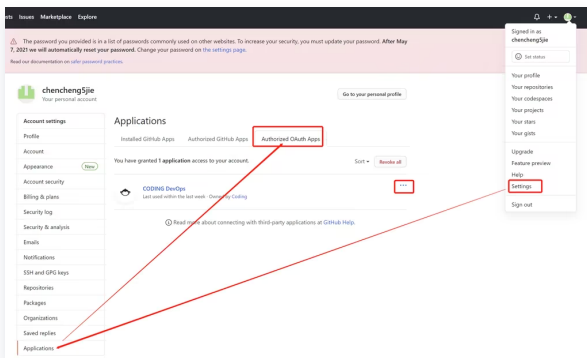 sts Issues Marketplace Explore
The password you provided is in a list of passwords commonly used on other websites. To increase your security, you must update your password. After May
7, 2021 we will automatically reset your password. Change your password on the settings page.
Read our documentation on safer password practices.
Signed in as
chencheng5jie
Set status
Your profile
Your repositories
Your codespaces
Your projects
Your stars
Your gists
Upgrade
Feature preview
Help
Settings
Sign out
chencheng5jie
Your personal account
Go to your personal profile
Account settings
Profile
Account
Appearance New
Account security
Billing & plans
Security log
Security & analysis
Emails
Notifications
SSH and GPG keys
Repositories
Packages
Organizations
Saved replies
Applications
Applications
Installed GitHub Apps Authorized GitHub Apps Authorized OAuth Apps
You have granted 1 application access to your account. Sort Revoke all
CODING DevOps
Last used within the last week · Owned by Coding
Read more about connecting with third-party applications at GitHub Help.